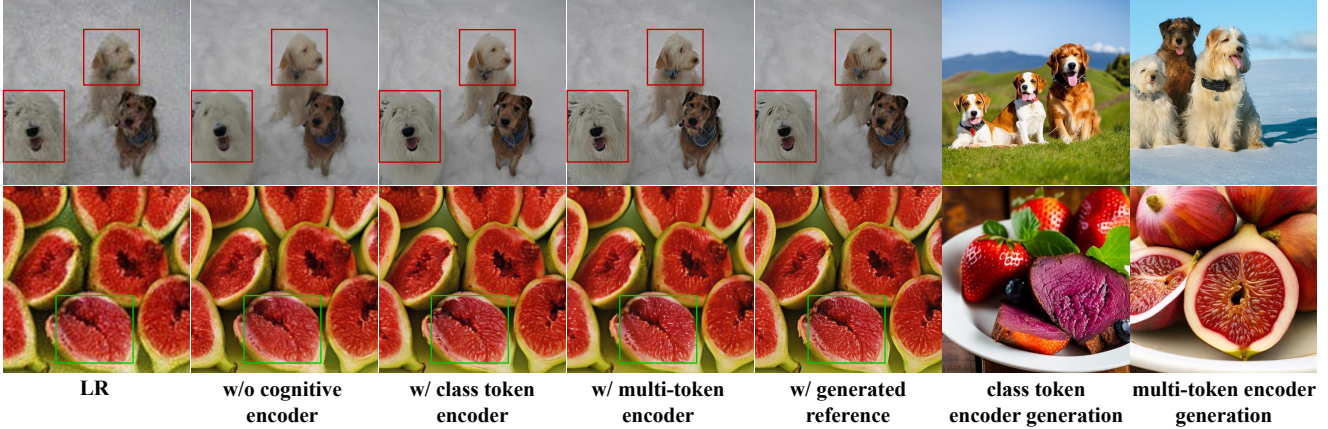 LR
w/o cognitive
encoder
w/ class token
encoder
w/ multi-token
encoder
w/ generated
reference
class token
encoder generation
multi-token encoder
generation